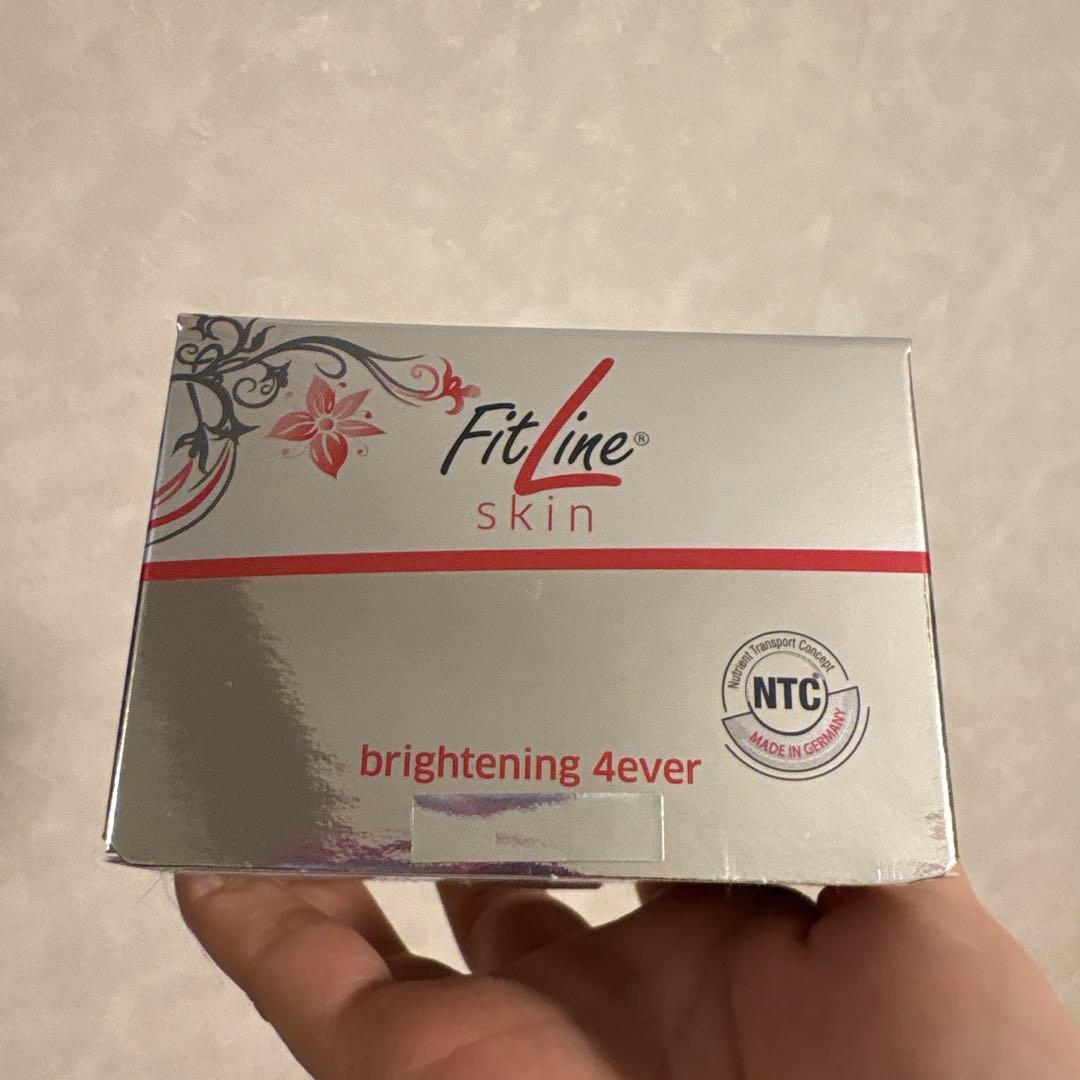 FitLine®
skin
Nutrient Transport Concept
NTC®
MADE IN GERMANY
brightening 4ever